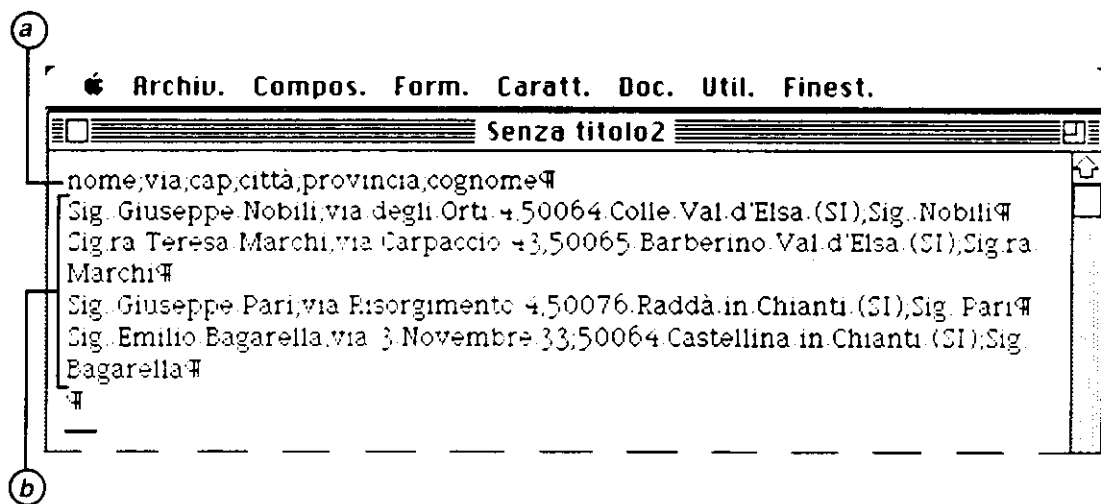 a
Archiv. Compos. Form. Caratt. Doc. Util. Finest.
Senza titolo2
nome;via;cap;città;provincia;cognome¶
Sig. Giuseppe Nobili;via degli Orti 4;50064 Colle Val d'Elsa (SI);Sig. Nobili¶
Sig.ra Teresa Marchi;via Carpaccio 43;50065 Barberino Val d'Elsa (SI);Sig.ra
Marchi¶
Sig. Giuseppe Pari;via Risorgimento 4;50076 Raddà in Chianti (SI);Sig. Pari¶
Sig. Emilio Bagarella;via 3 Novembre 33;50064 Castellina in Chianti (SI);Sig.
Bagarella¶
¶
b